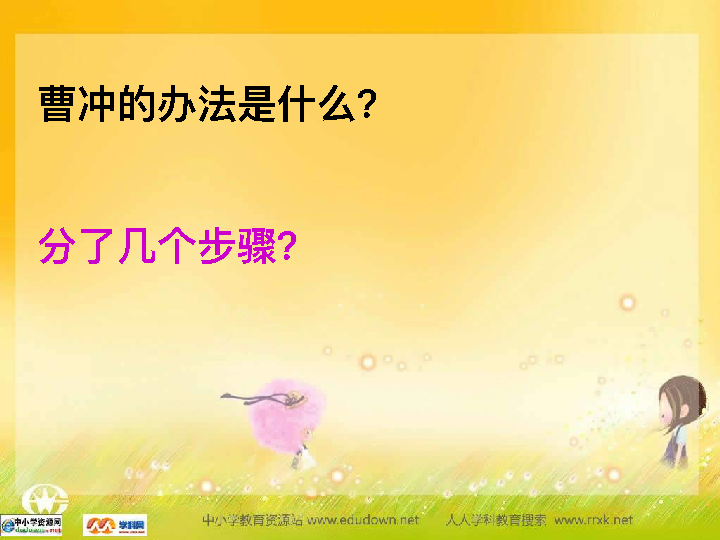 曹冲的办法是什么?
分了几个步骤?
中小学资源网
学科网
中小学教育资源站 www.edudown.net 人人学科教育搜索 www.rrxk.net